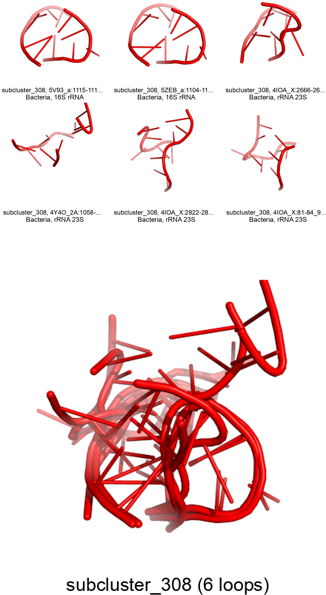 subcluster_308, 5V93_a:1115-111...
Bacteria, 16S rRNA
subcluster_308, 5ZEB_a:1104-11...
Bacteria, 16S rRNA
subcluster_308, 4IOA_X:2666-26...
Bacteria, rRNA 23S
subcluster_308, 4Y4O_2A:1058-...
Bacteria, rRNA 23S
subcluster_308, 4IOA_X:2822-28...
Bacteria, rRNA 23S
subcluster_308, 4IOA_X:81-84_9...
Bacteria, rRNA 23S
subcluster_308 (6 loops)